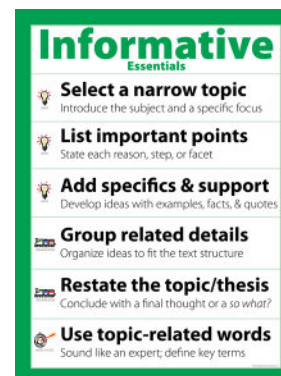 Informative
Essentials
Select a narrow topic
Introduce the subject and a specific focus
List important points
State each reason, step, or facet
Add specifics & support
Develop ideas with examples, facts, & quotes
Group related details
Organize ideas to fit the text structure
Restate the topic/thesis
Conclude with a final thought or a so what?
Use topic-related words
Sound like an expert; define key terms